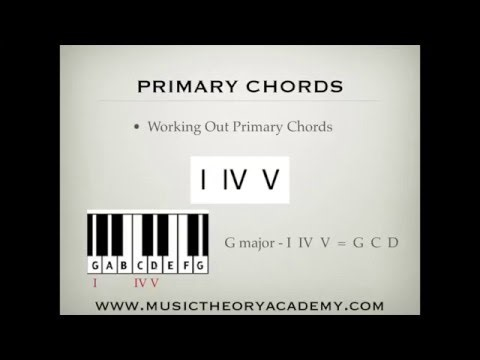 PRIMARY CHORDS
• Working Out Primary Chords
I IV V
G A B C D E F G
I IV V
G major - I IV V = G C D
WWW.MUSICTHEORYACADEMY.COM